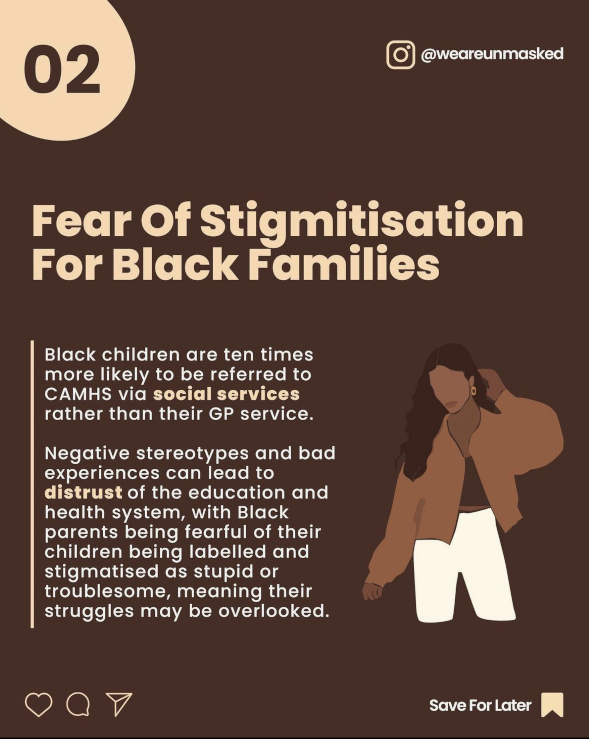 02
@weareunmasked
Fear Of Stigmitisation
For Black Families
Black children are ten times
more likely to be referred to
CAMHS via social services
rather than their GP service.
Negative stereotypes and bad
experiences can lead to
distrust of the education and
health system, with Black
parents being fearful of their
children being labelled and
stigmatised as stupid or
troublesome, meaning their
struggles may be overlooked.
Save For Later